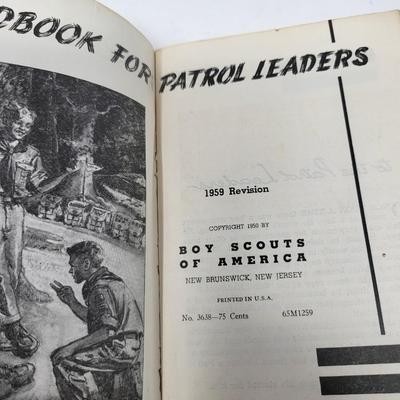 DBOOK FOR PATROL LEADERS
1959 Revision
COPYRIGHT 1950 BY
BOY SCOUTS
OF AMERICA
NEW BRUNSWICK, NEW JERSEY
PRINTED IN U.S.A.
No. 3638—75 Cents 65M1259